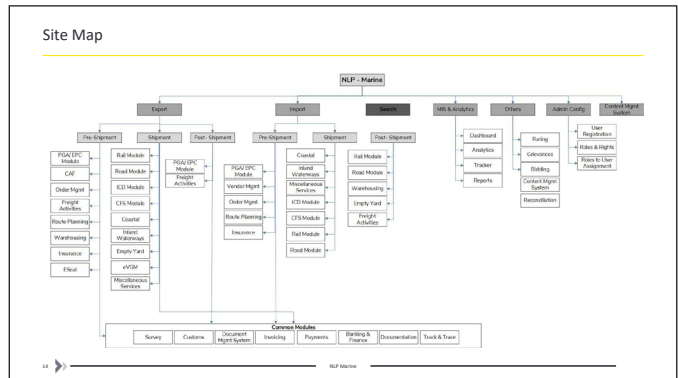 Site Map
NLP - Marine
Export
Import
Search
MIS & Analytics
Others
Admin Config
Content Mgmt
System
Pre-Shipment
Shipment
Post- Shipment
Pre-Shipment
Shipment
Post- Shipment
PGA/ EPC
Module
CAF
Order Mgmt
Freight
Activities
Route Planning
Warehousing
Insurance
ESeal
Rail Module
Road Module
ICD Module
CFS Module
Coastal
Inland
Waterways
Empty Yard
eVGM
Miscellaneous
Services
PGA/ EPC
Module
Freight
Activities
PGA/ EPC
Module
Vendor Mgmt
Order Mgmt
Route Planning
Insurance
Coastal
Inland
Waterways
Miscellaneous
Services
ICD Module
CFS Module
Rail Module
Road Module
Rail Module
Road Module
Warehousing
Empty Yard
Freight
Activities
Dashboard
Analytics
Tracker
Reports
Rating
Grievances
Bidding
Content Mgmt
System
Reconciliation
User
Registration
Roles & Rights
Roles to User
Assignment
Common Modules
Survey
Customs
Document
Mgmt System
Invoicing
Payments
Banking &
Finance
Documentation
Track & Trace
14
NLP Marine